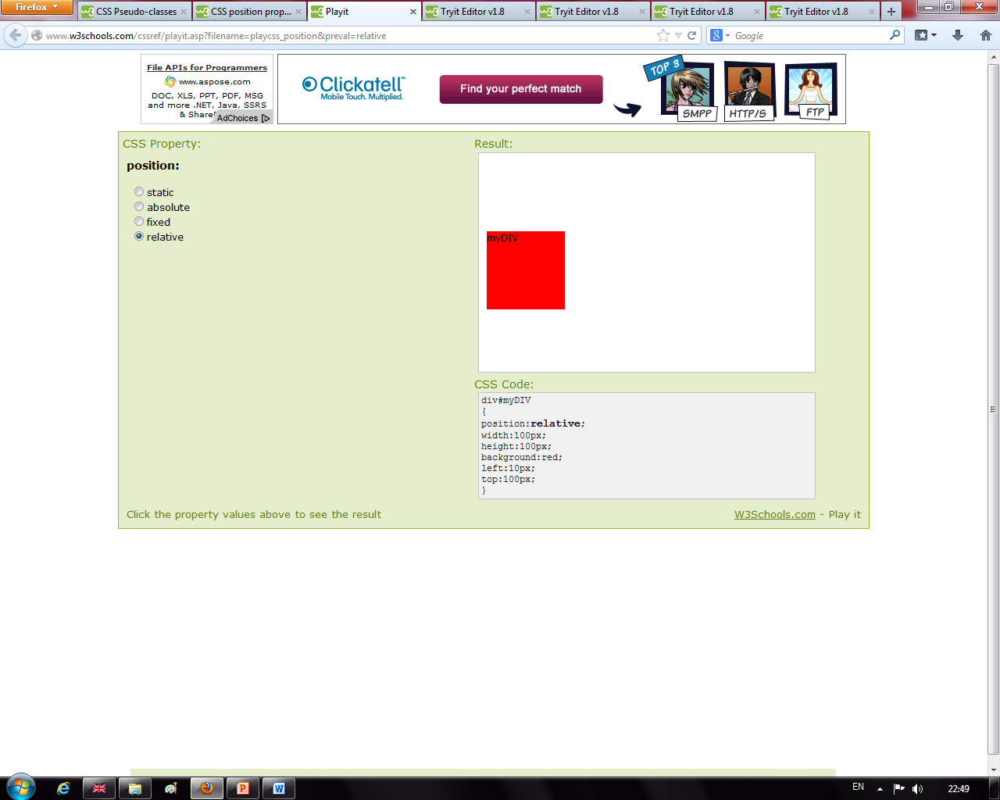 Firefox
CSS Pseudo-classes
CSS position prop...
Playit
Tryit Editor v1.8
Tryit Editor v1.8
Tryit Editor v1.8
Tryit Editor v1.8
www.w3schools.com/cssref/playit.asp?filename=playcss_position&preval=relative
Google
File APIs for Programmers
www.aspose.com
DOC, XLS, PPT, PDF, MSG
and more .NET, Java, SSRS
AdChoices
Clickatell™
Mobile Touch. Multiplied.
Find your perfect match
TOP 3
SMPP
HTTP/S
FTP
CSS Property:
position:
static
absolute
fixed
relative
Result:
myDIV
CSS Code:
div#myDIV
{
position:relative;
width:100px;
height:100px;
background:red;
left:10px;
top:100px;
}
Click the property values above to see the result
W3Schools.com - Play it
EN
22:49